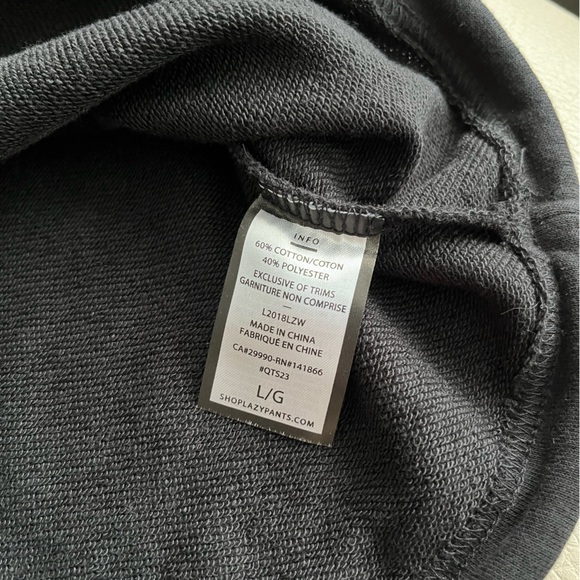 INFO
60% COTTON/COTON
40% POLYESTER
EXCLUSIVE OF TRIMS
GARNITURE NON COMPRISE
—
L2018LZW
MADE IN CHINA
FABRIQUÉ EN CHINE
CA#29990-RN#141866
#QTS23
L/G
SHOPLAZYPANTS.COM